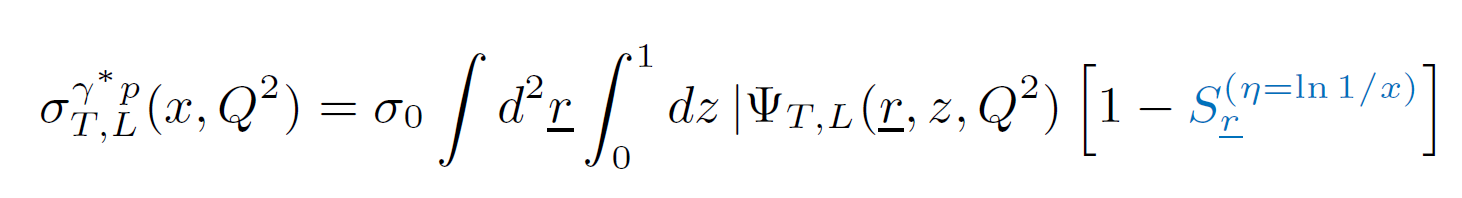 σ_{T,L}^{γ^* p}(x, Q^2) = σ_0 ∫ d^2 \underline{r} ∫_0^1 dz |Ψ_{T,L}(\underline{r}, z, Q^2) [1 − S_{\underline{r}}^{(η=ln 1/x)}]